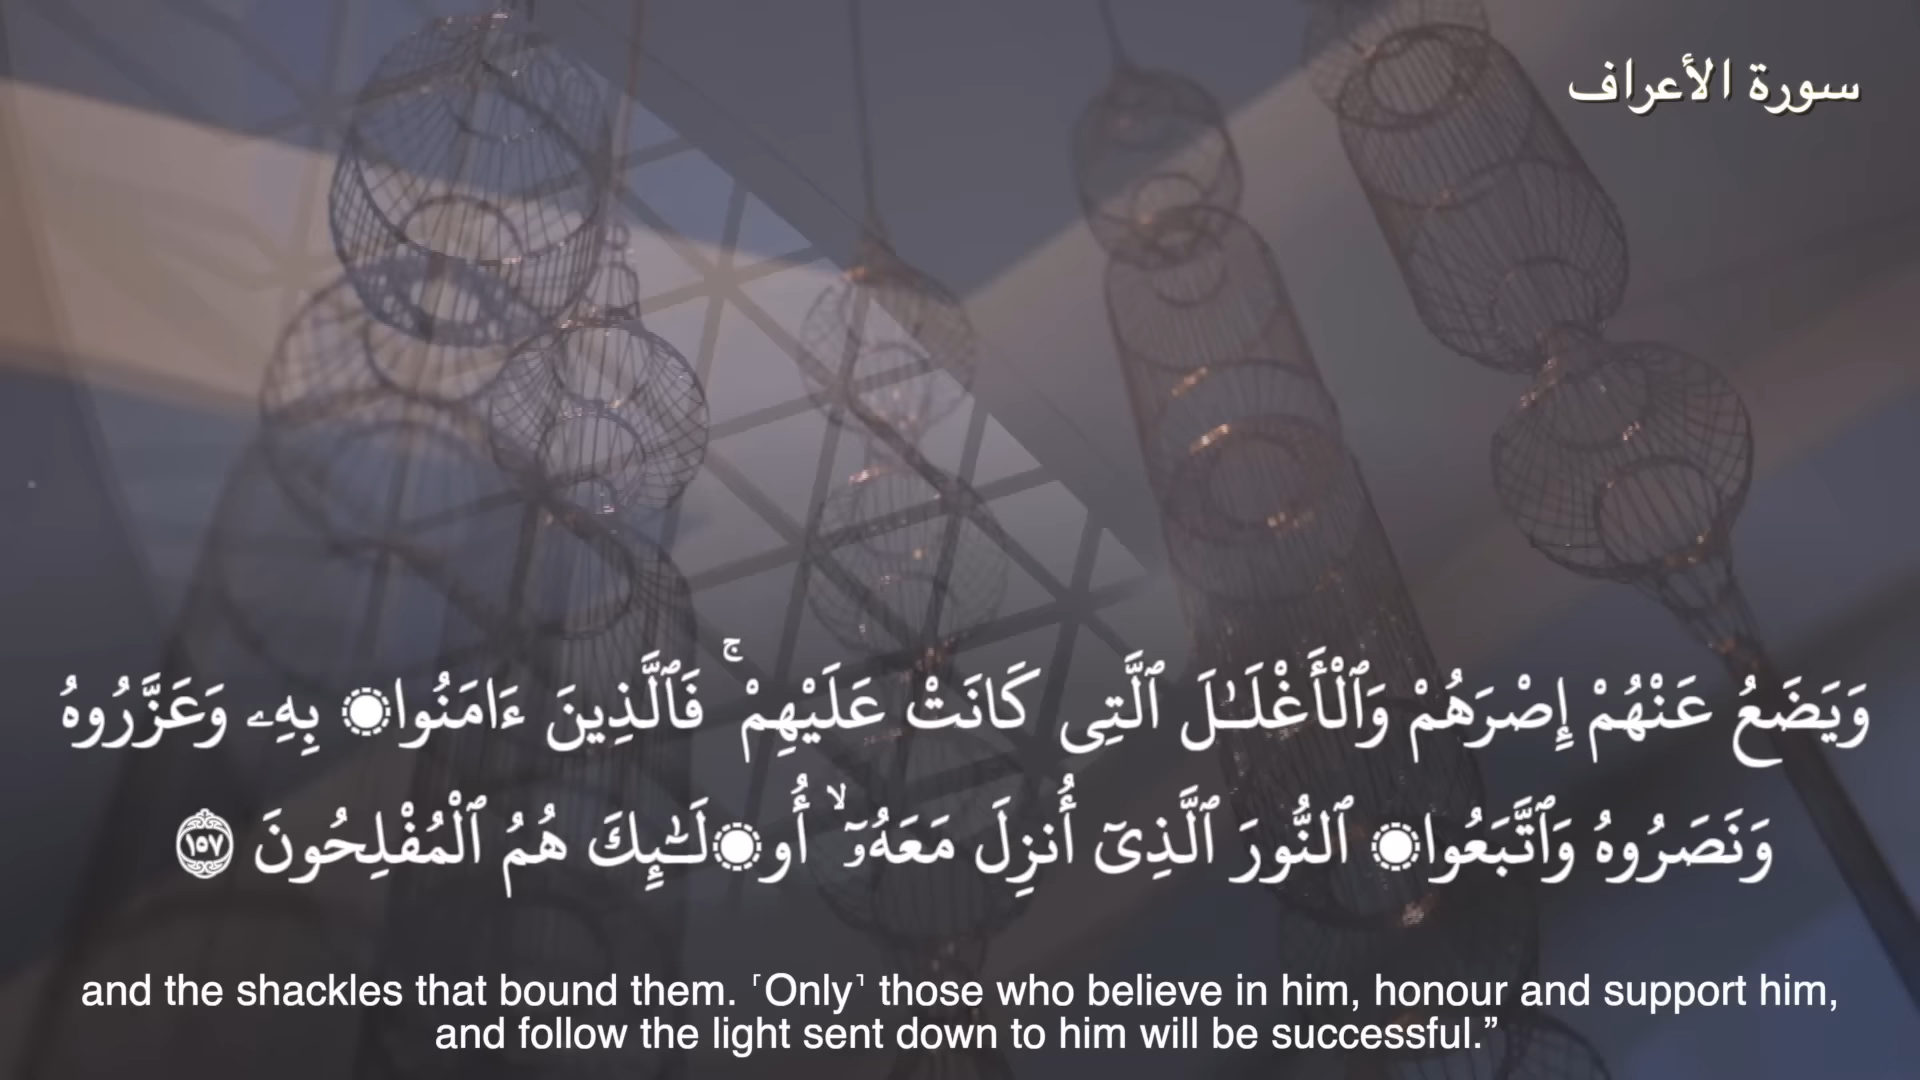 سورة الأعراف
وَيَضَعُ عَنْهُمْ إِصْرَهُمْ وَٱلْأَغْلَـٰلَ ٱلَّتِى كَانَتْ عَلَيْهِمْ ۚ فَٱلَّذِينَ ءَامَنُوا۟ بِهِۦ وَعَزَّرُوهُ
وَنَصَرُوهُ وَٱتَّبَعُوا۟ ٱلنُّورَ ٱلَّذِىٓ أُنزِلَ مَعَهُۥٓ ۙ أُو۟لَـٰٓئِكَ هُمُ ٱلْمُفْلِحُونَ ١٥٧
and the shackles that bound them. ˹Only˺ those who believe in him, honour and support him,
and follow the light sent down to him will be successful.”